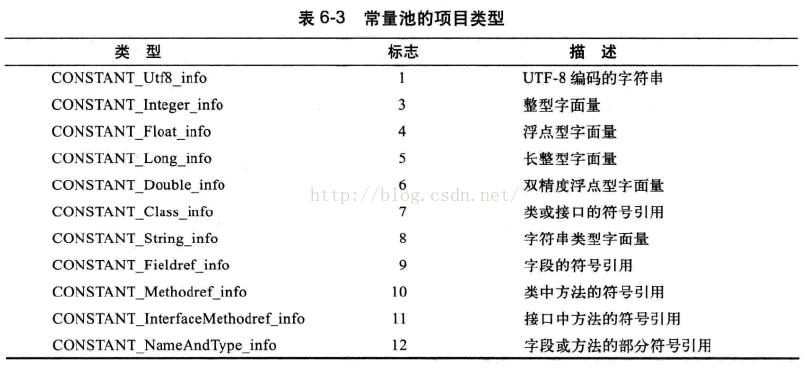 表 6-3 常量池的项目类型
类 型 标志 描 述
CONSTANT_Utf8_info 1 UTF-8 编码的字符串
CONSTANT_Integer_info 3 整型字面量
CONSTANT_Float_info 4 浮点型字面量
CONSTANT_Long_info 5 长整型字面量
CONSTANT_Double_info 6 双精度浮点型字面量
http://blog.csdn.net/
CONSTANT_Class_info 7 类或接口的符号引用
CONSTANT_String_info 8 字符串类型字面量
CONSTANT_Fieldref_info 9 字段的符号引用
CONSTANT_Methodref_info 10 类中方法的符号引用
CONSTANT_InterfaceMethodref_info 11 接口中方法的符号引用
CONSTANT_NameAndType_info 12 字段或方法的部分符号引用